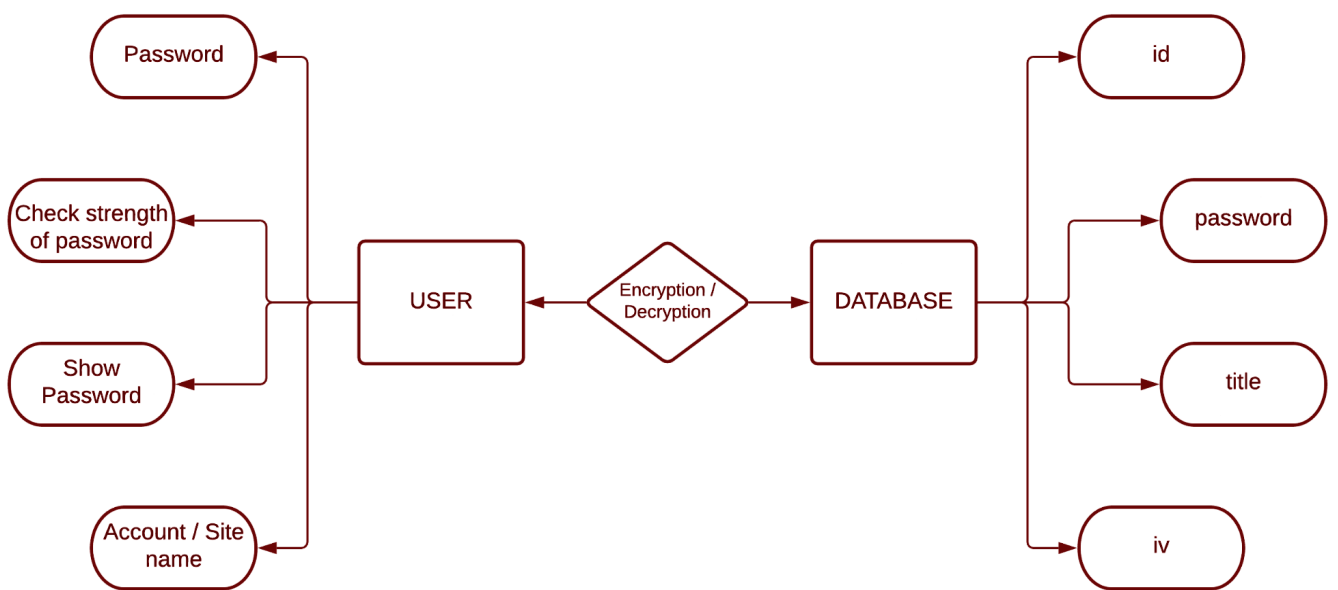 Password
id
Check strength
of password
password
USER
Encryption /
Decryption
DATABASE
Show
Password
title
Account / Site
name
iv